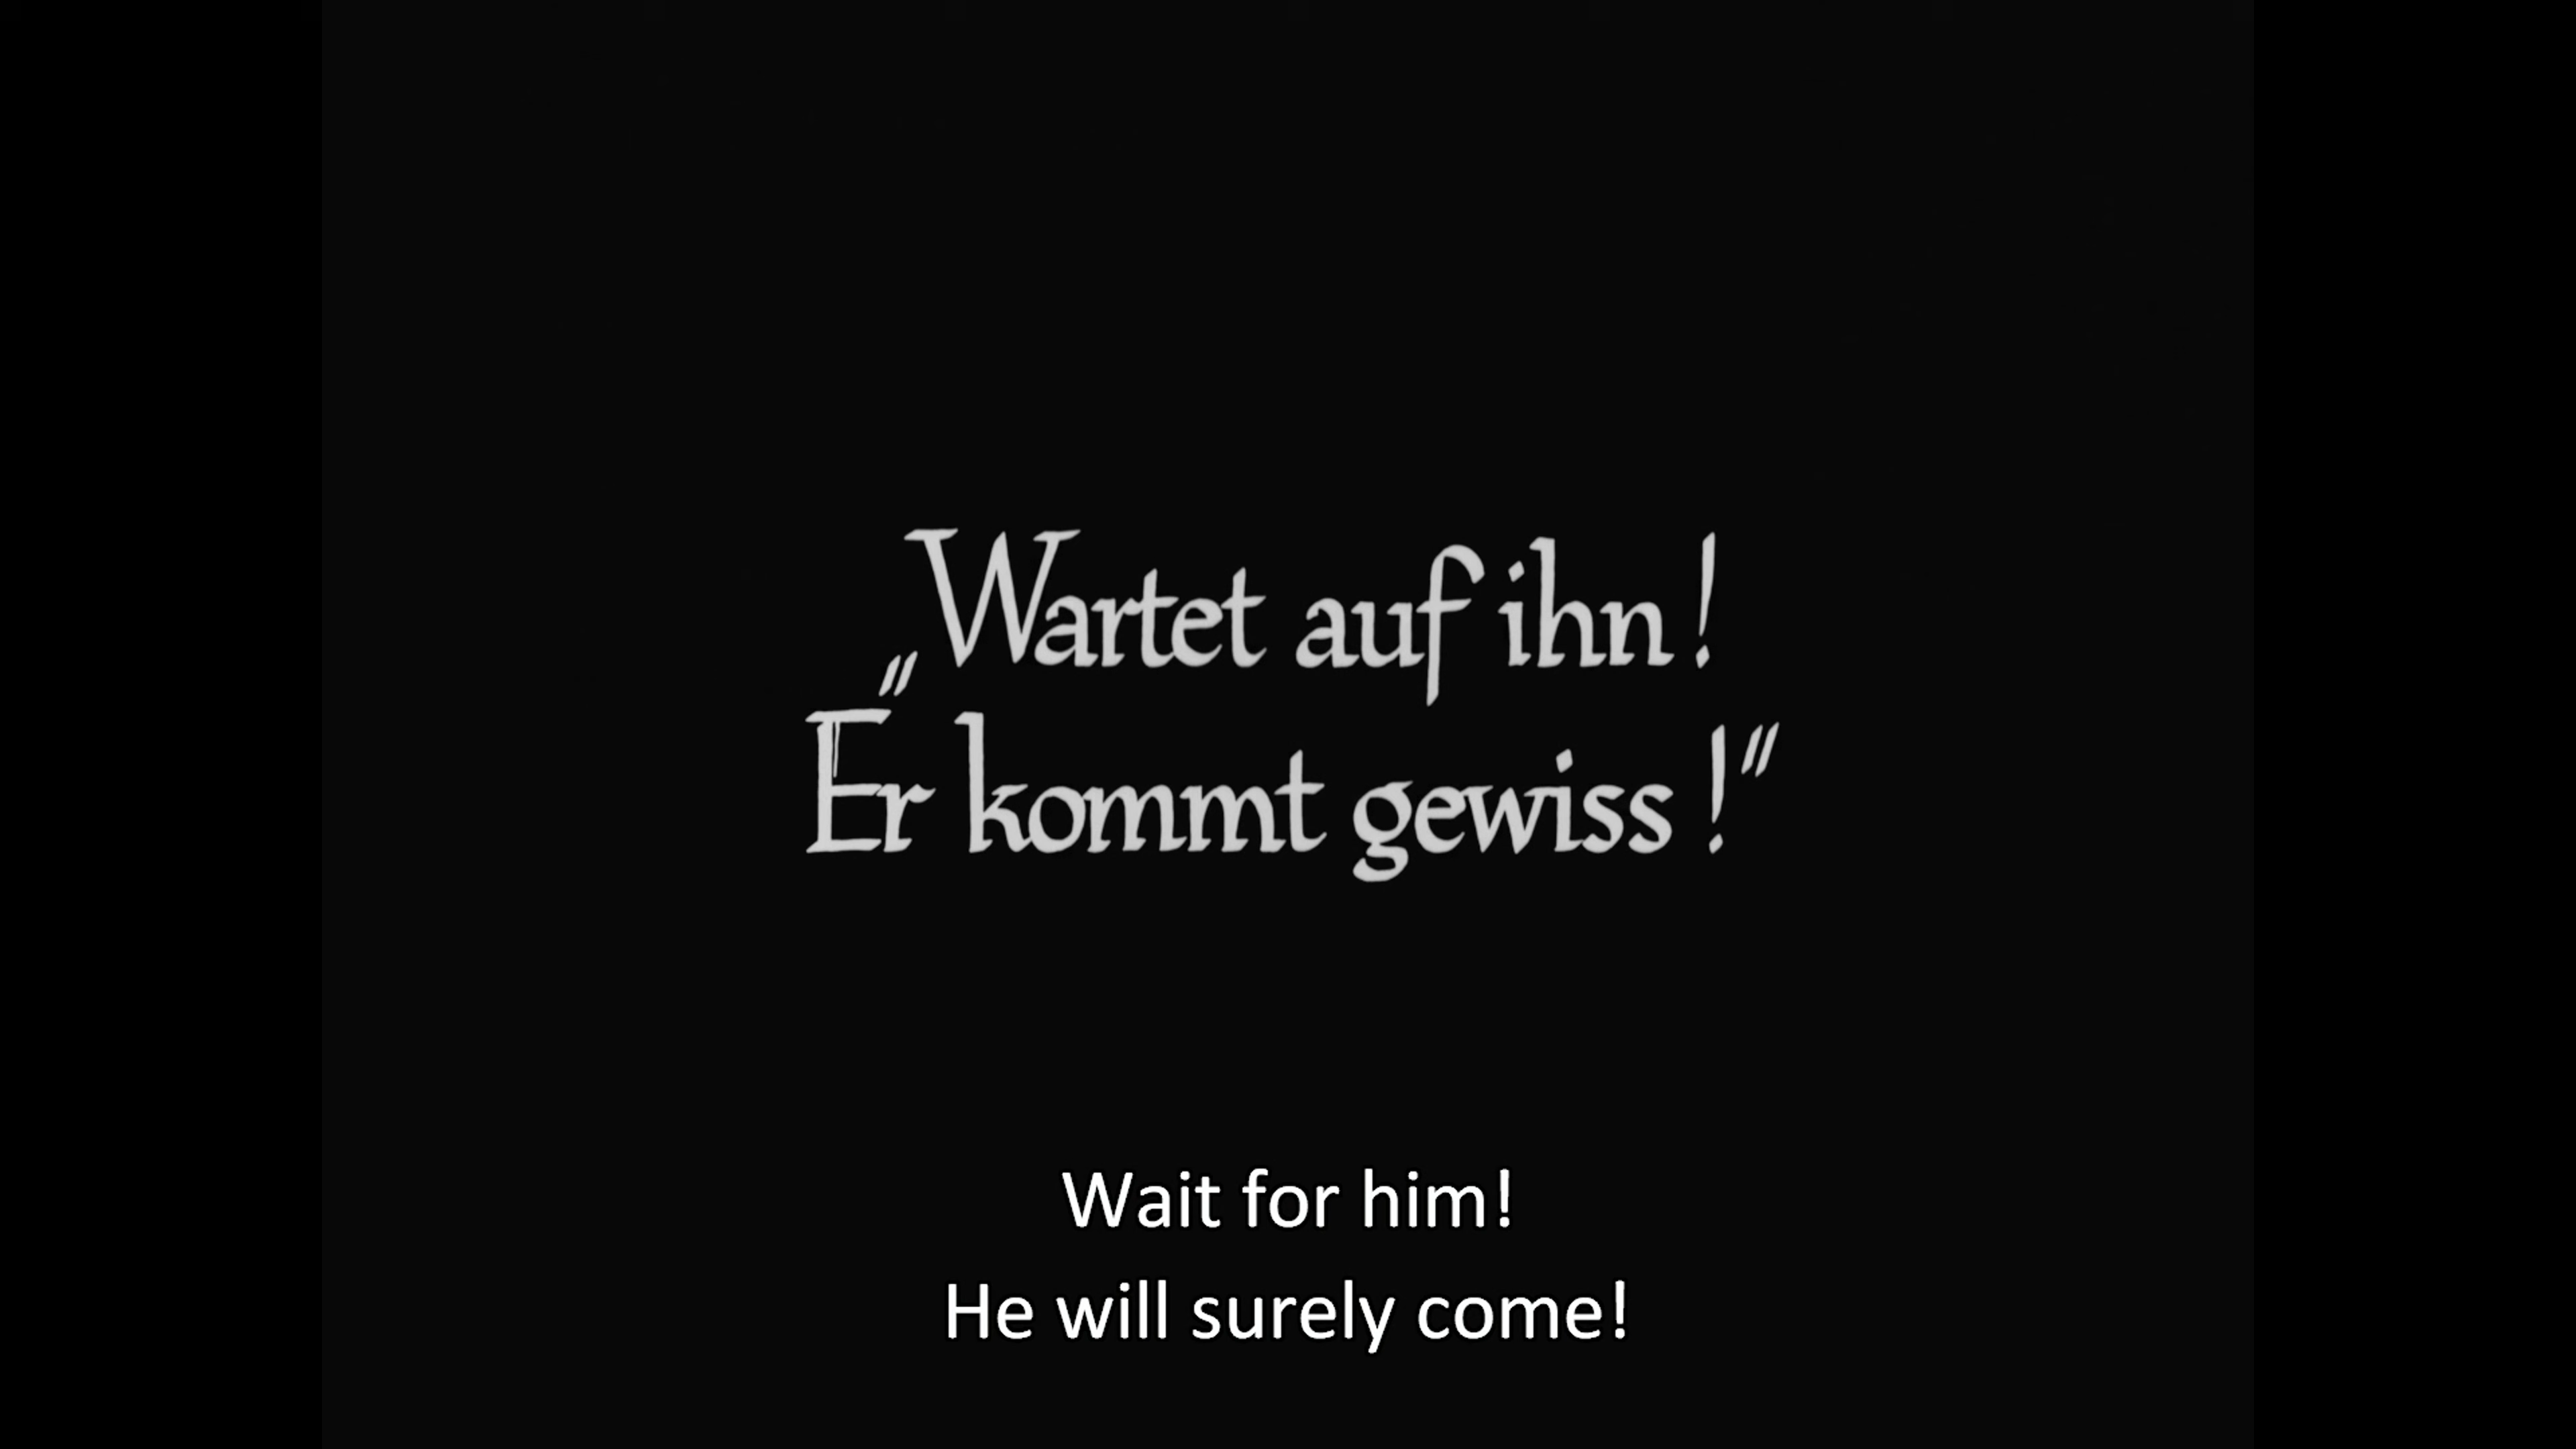 „Wartet auf ihn!
Er kommt gewiss!"
Wait for him!
He will surely come!